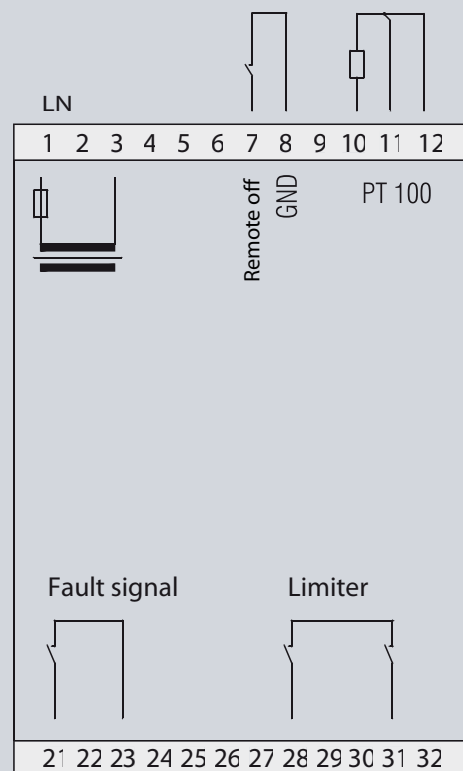 LN
1 2 3 4 5 6 7 8 9 10 11 12
Remote off
GND
PT 100
Fault signal
Limiter
21 22 23 24 25 26 27 28 29 30 31 32